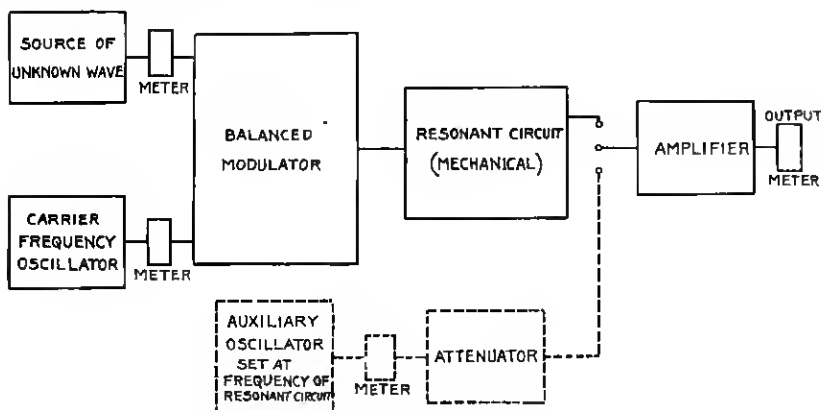 SOURCE OF
UNKNOWN WAVE
METER
BALANCED
MODULATOR
RESONANT CIRCUIT
(MECHANICAL)
AMPLIFIER
OUTPUT
METER
CARRIER
FREQUENCY
OSCILLATOR
METER
AUXILIARY
OSCILLATOR
SET AT
FREQUENCY OF
RESONANT CIRCUIT
METER
ATTENUATOR